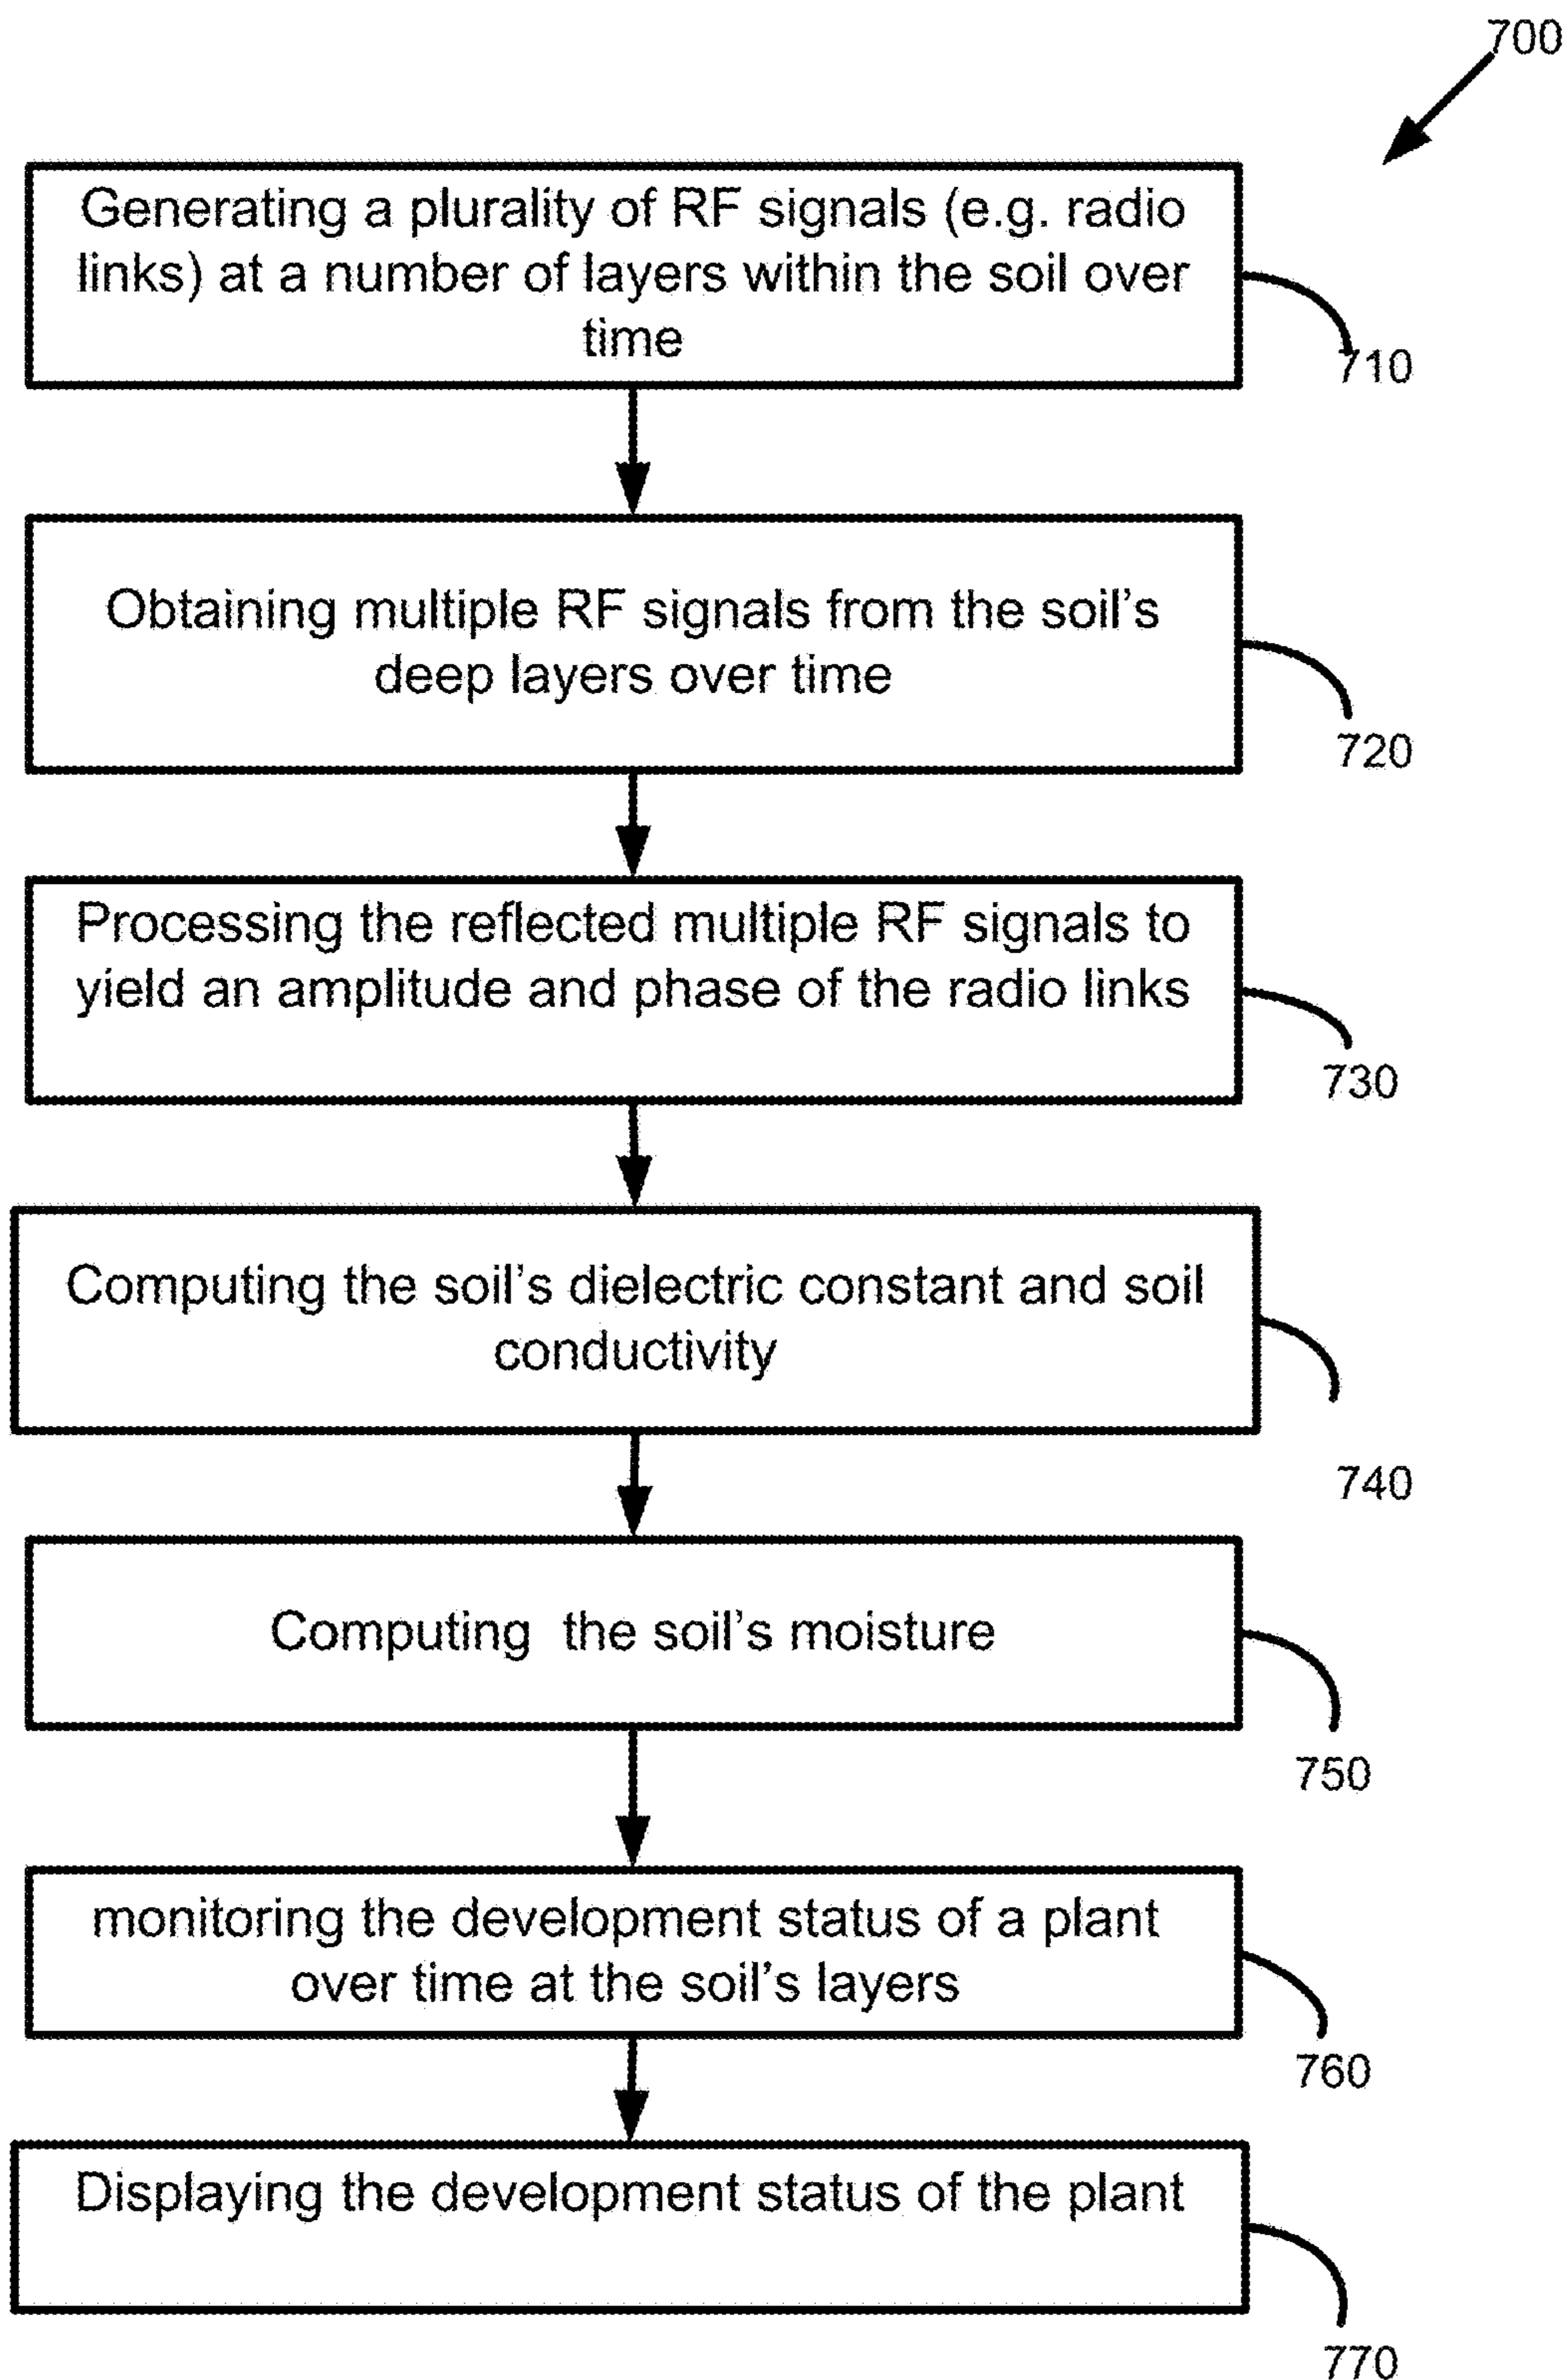 700
Generating a plurality of RF signals (e.g. radio
links) at a number of layers within the soil over
time
710
Obtaining multiple RF signals from the soil's
deep layers over time
720
Processing the reflected multiple RF signals to
yield an amplitude and phase of the radio links
730
Computing the soil's dielectric constant and soil
conductivity
740
Computing the soil's moisture
750
monitoring the development status of a plant
over time at the soil's layers
760
Displaying the development status of the plant
770